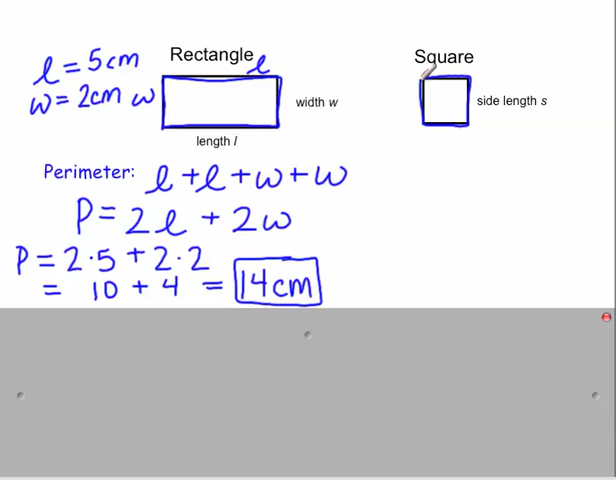 Rectangle
Square
l = 5cm
l
w = 2cm
w
width w
side length s
length l
Perimeter: l + l + w + w
P = 2l + 2w
P = 2·5 + 2·2
= 10 + 4 = 14cm